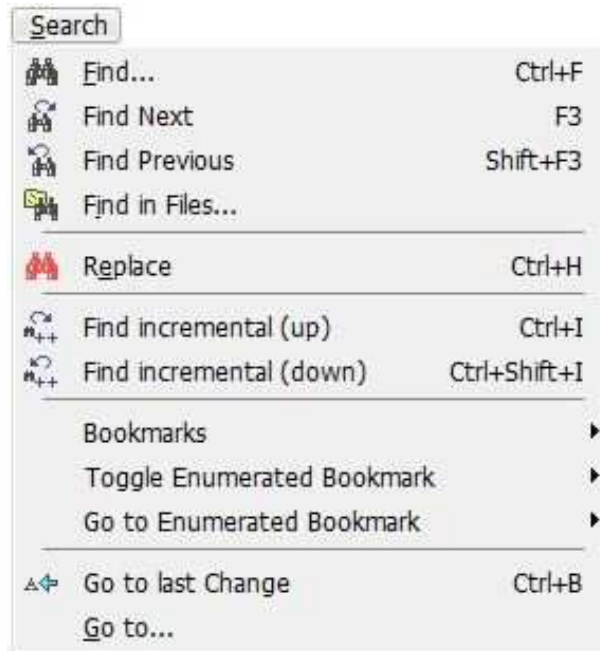 Search
Find... Ctrl+F
Find Next F3
Find Previous Shift+F3
Find in Files...
Replace Ctrl+H
Find incremental (up) Ctrl+I
Find incremental (down) Ctrl+Shift+I
Bookmarks
Toggle Enumerated Bookmark
Go to Enumerated Bookmark
Go to last Change Ctrl+B
Go to...